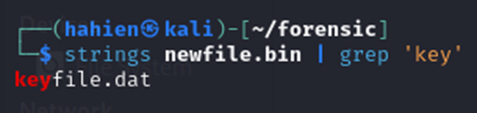 (hahien㉿kali)-[~/forensic]
$ strings newfile.bin | grep 'key'
keyfile.dat